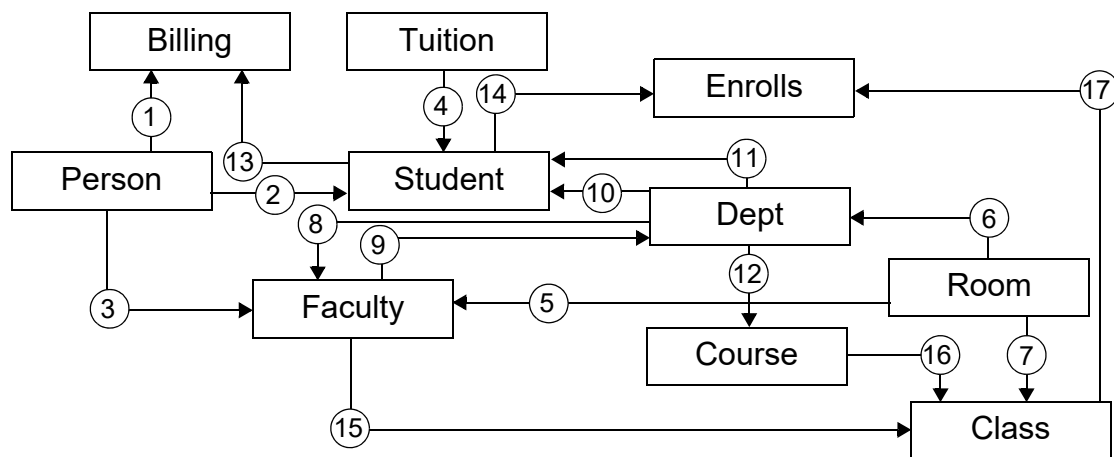 Billing
Tuition
Enrolls
17
14
4
1
13
Person
Student
11
2
10
Dept
8
9
6
12
3
Faculty
5
Room
Course
16
7
15
Class